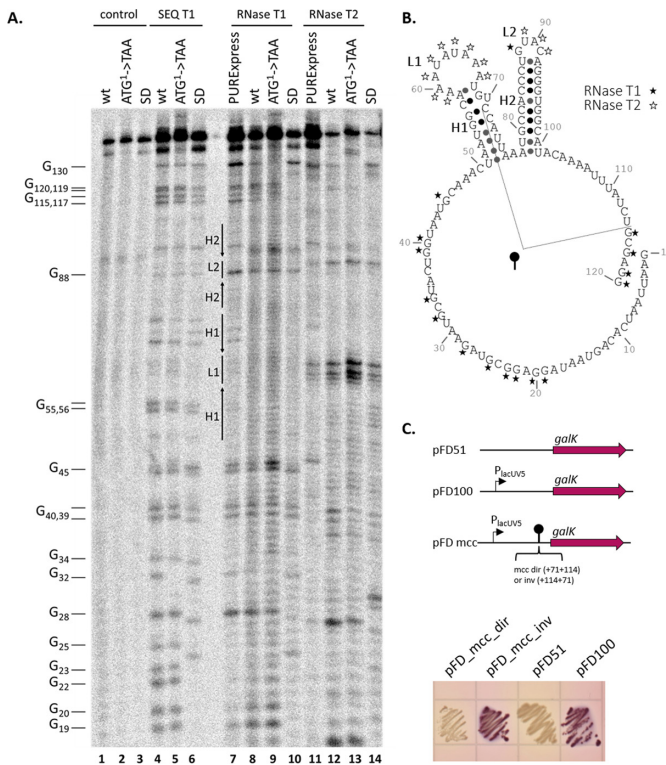 A.
control SEQ T1 RNase T1 RNase T2
wt ATG1->TAA SD wt ATG1->TAA SD PURExpress wt ATG1->TAA SD PURExpress wt ATG1->TAA SD
G130
G120,119
G115,117
G88
G55,56
G45
G40,39
G34
G32
G28
G25
G23
G22
G20
G19
H2
L2
H2
H1
L1
H1
1 2 3 4 5 6 7 8 9 10 11 12 13 14
B.
L2
90
L1
70
RNase T1 ★
RNase T2 ☆
60
H2
H1
80
100
50
110
40
1
120
30
10
20
C.
pFD51
galK
pFD100
PlacUV5
galK
pFD mcc
PlacUV5
galK
mcc dir (+71+114)
or inv (+114+71)
pFD_mcc_dir
pFD_mcc_inv
pFD51
pFD100